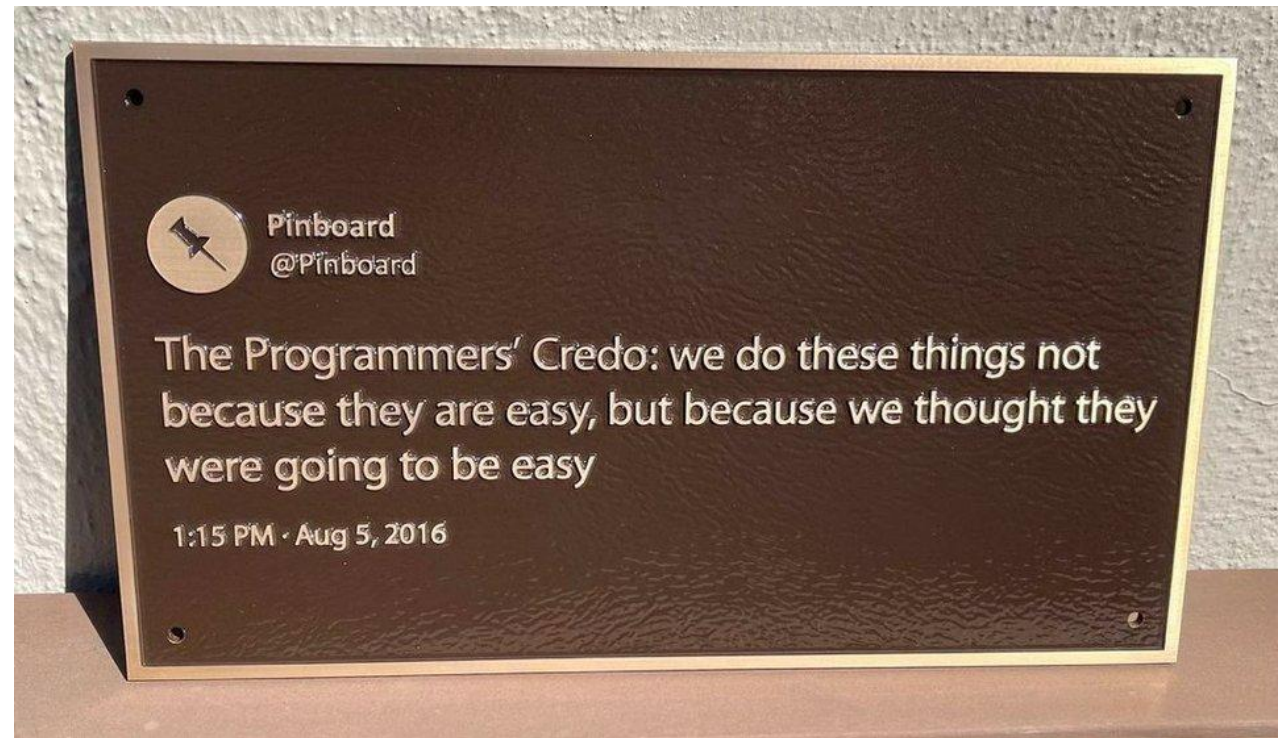 Pinboard
@Pinboard
The Programmers' Credo: we do these things not
because they are easy, but because we thought they
were going to be easy
1:15 PM · Aug 5, 2016